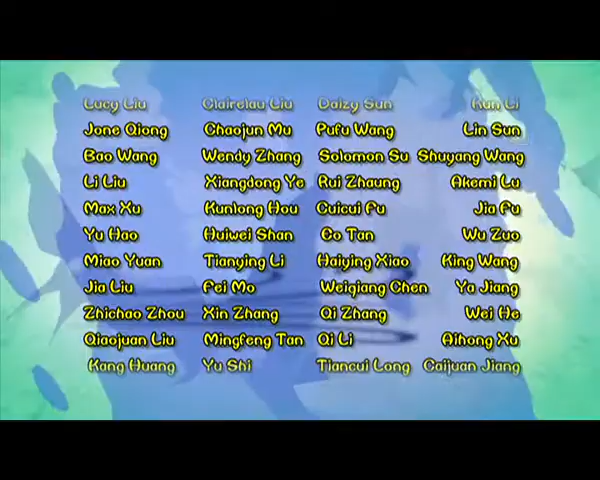 Lucy Liu Clairelau Liu Daizy Sun Kun Li
Jone Qiong Chaojun Mu Pufu Wang Lin Sun
Bao Wang Wendy Zhang Solomon Su Shuyang Wang
Li Liu Xiangdong Ye Rui Zhaung Akemi Lu
Max Xu Kunlong Hou Cuicui Fu Jia Fu
Yu Hao Huiwei Shan Co Tan Wu Zuo
Miao Yuan Tianying Li Haiying Xiao King Wang
Jia Liu Fei Mo Weiqiang Chen Ya Jiang
Zhichao Zhou Xin Zhang Qi Zhang Wei He
Qiaojuan Liu Mingfeng Tan Qi Li Aihong Xu
Kang Huang Yu Shi Tiancui Long Caijuan Jiang